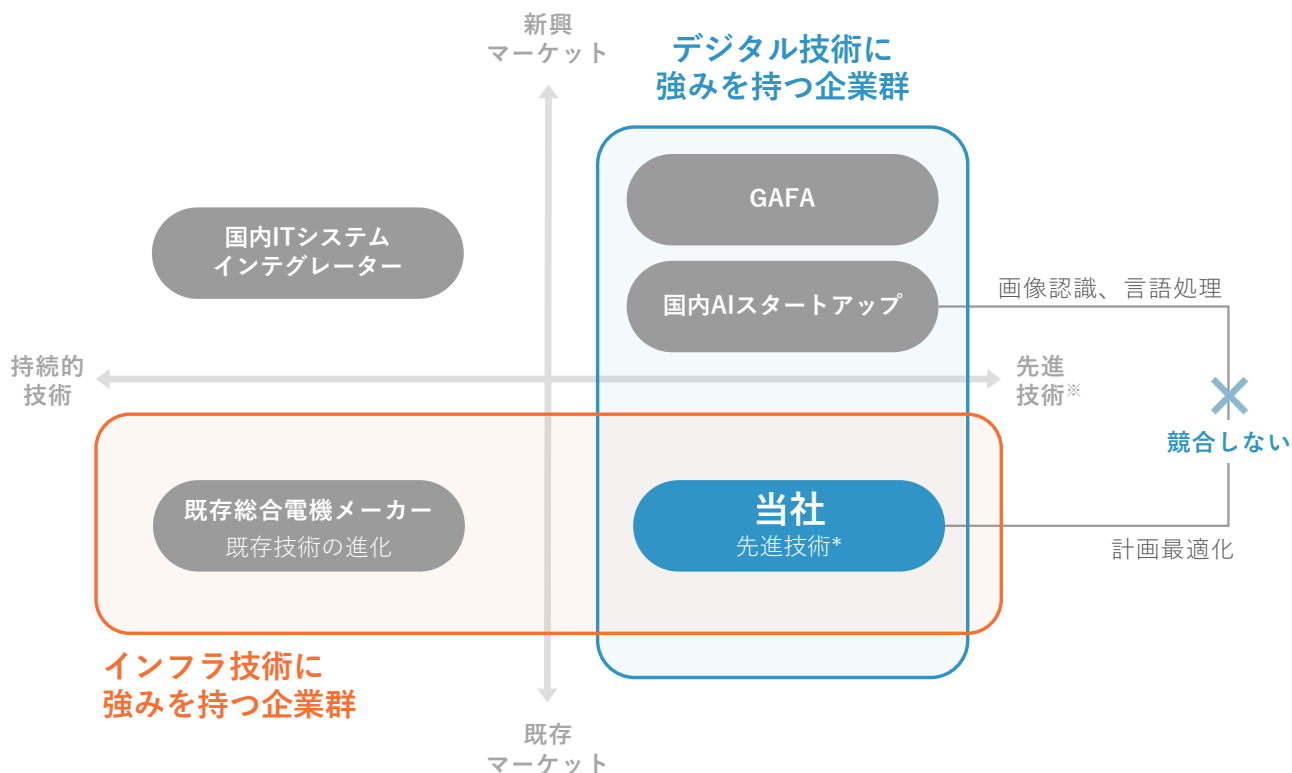 新興
マーケット
デジタル技術に
強みを持つ企業群
GAFA
国内ITシステム
インテグレーター
国内AIスタートアップ
画像認識、言語処理
持続的
技術
先進
技術※
競合しない
既存総合電機メーカー
既存技術の進化
当社
先進技術*
計画最適化
インフラ技術に
強みを持つ企業群
既存
マーケット